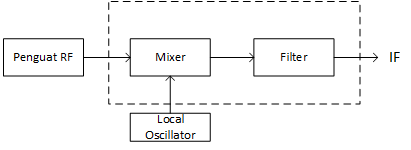 Penguat RF
Mixer
Filter
IF
Local
Oscillator